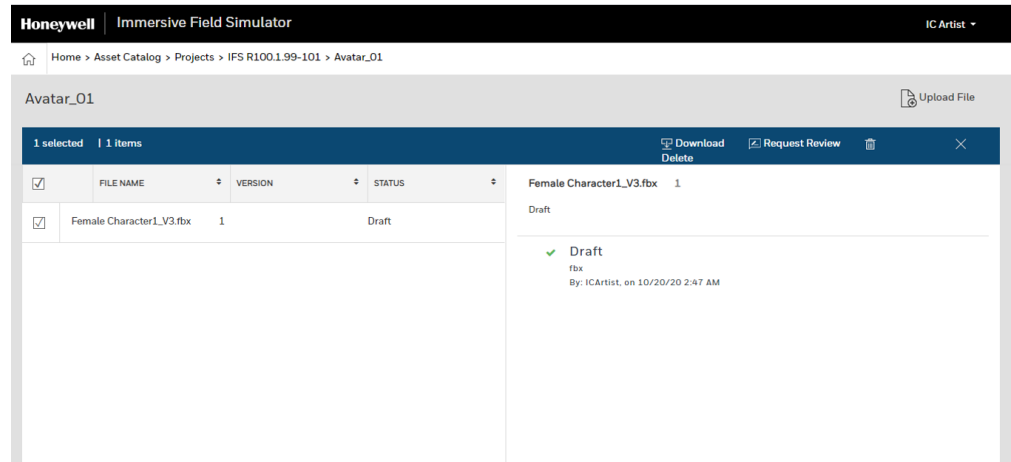 Honeywell | Immersive Field Simulator IC Artist
Home > Asset Catalog > Projects > IFS R100.1.99-101 > Avatar_01
Avatar_01 Upload File
1 selected | 1 items Download Request Review
Delete
FILE NAME VERSION STATUS
Female Character1_V3.fbx 1 Draft
Female Character1_V3.fbx 1
Draft
Draft
fbx
By: ICArtist, on 10/20/20 2:47 AM